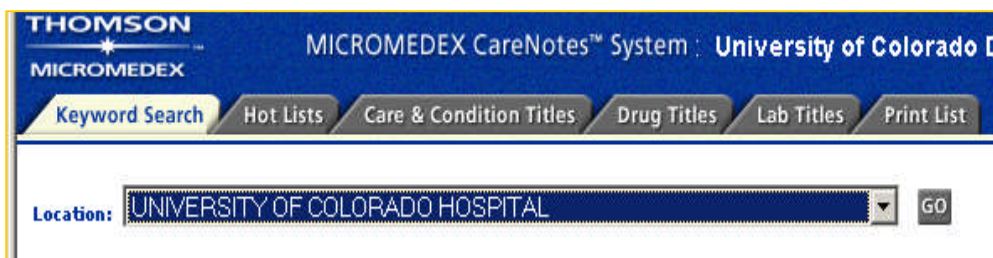 THOMSON
™
MICROMEDEX
MICROMEDEX CareNotes™ System : University of Colorado D
Keyword Search Hot Lists Care & Condition Titles Drug Titles Lab Titles Print List
Location: UNIVERSITY OF COLORADO HOSPITAL GO